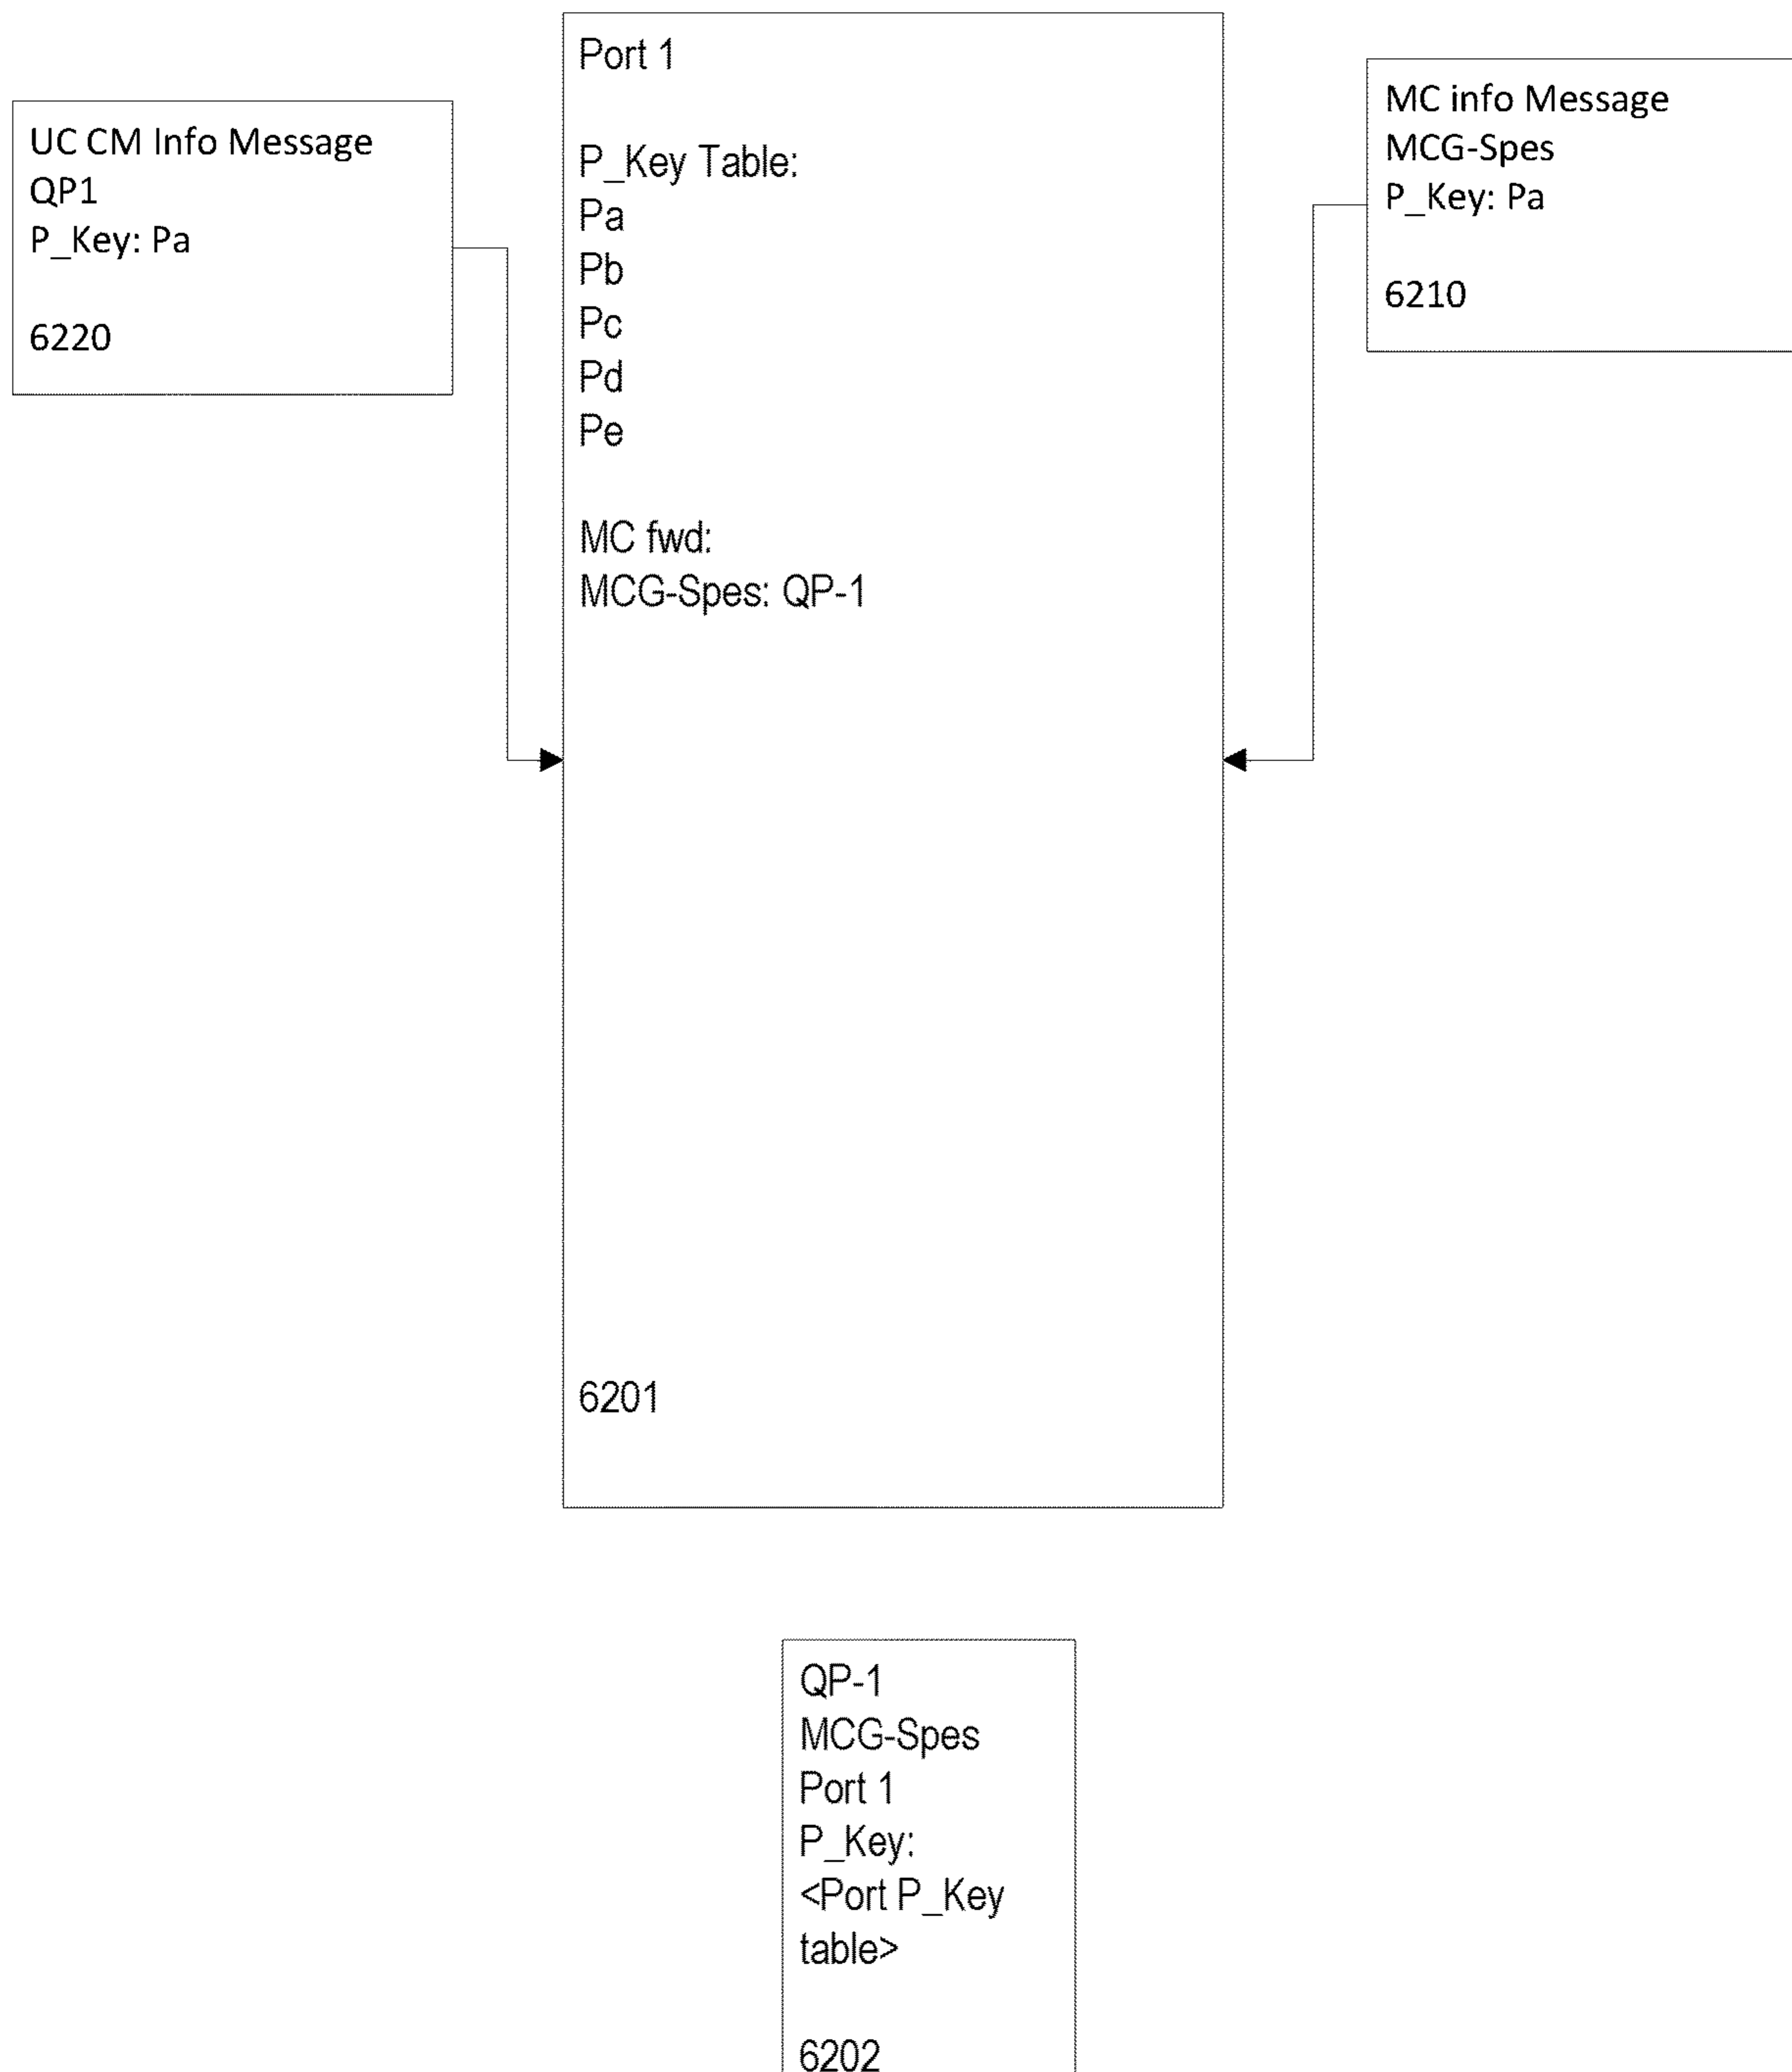 UC CM Info Message
QP1
P_Key: Pa
6220
Port 1
P_Key Table:
Pa
Pb
Pc
Pd
Pe
MC fwd:
MCG-Spes: QP-1
6201
MC info Message
MCG-Spes
P_Key: Pa
6210
QP-1
MCG-Spes
Port 1
P_Key:
<Port P_Key
table>
6202